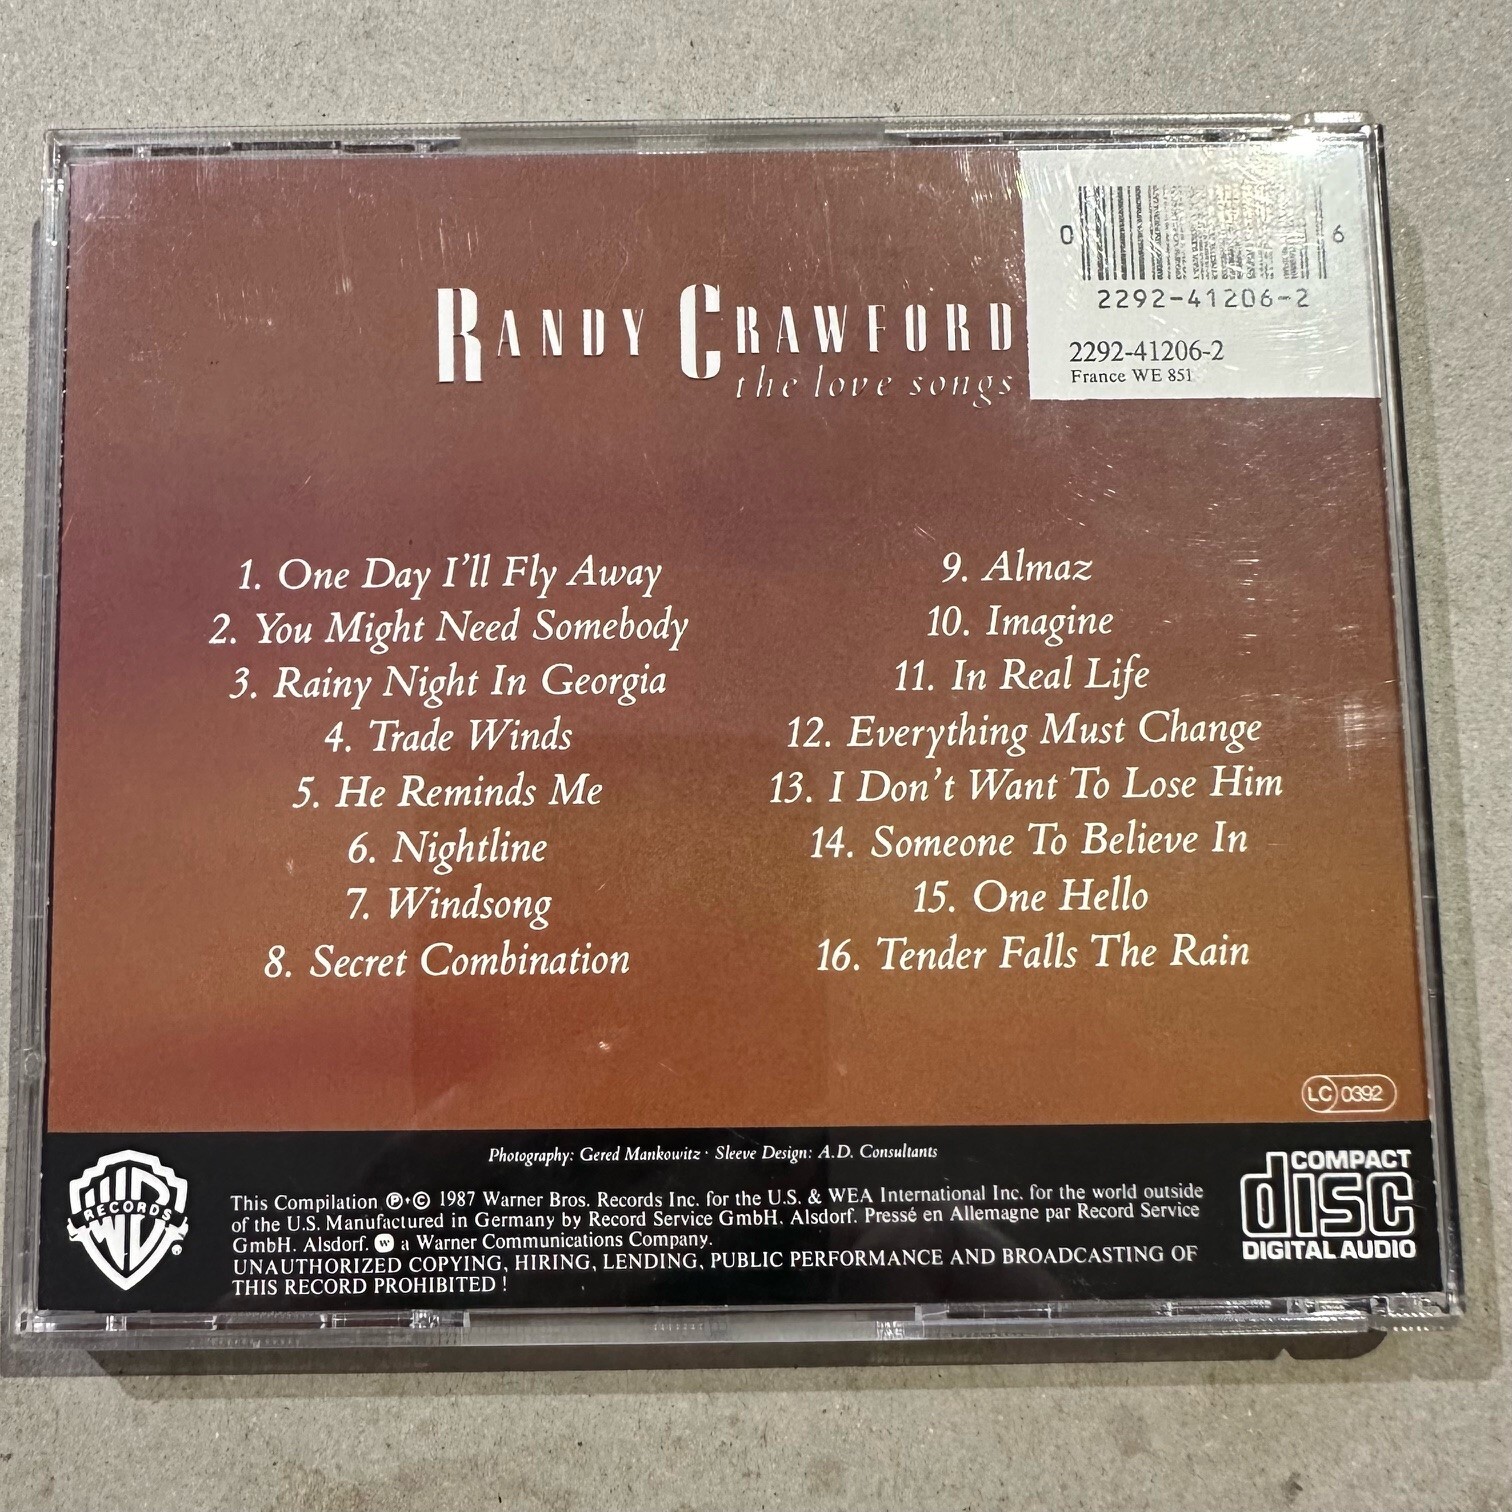 0 6
2292-41206-2
2292-41206-2
France WE 851
RANDY CRAWFORD
the love songs
1. One Day I'll Fly Away
2. You Might Need Somebody
3. Rainy Night In Georgia
4. Trade Winds
5. He Reminds Me
6. Nightline
7. Windsong
8. Secret Combination
9. Almaz
10. Imagine
11. In Real Life
12. Everything Must Change
13. I Don't Want To Lose Him
14. Someone To Believe In
15. One Hello
16. Tender Falls The Rain
LC 0392
Photography: Gered Mankowitz · Sleeve Design: A.D. Consultants
This Compilation ℗·© 1987 Warner Bros. Records Inc. for the U.S. & WEA International Inc. for the world outside
of the U.S. Manufactured in Germany by Record Service GmbH. Alsdorf. Pressé en Allemagne par Record Service
GmbH. Alsdorf. w a Warner Communications Company.
UNAUTHORIZED COPYING, HIRING, LENDING, PUBLIC PERFORMANCE AND BROADCASTING OF
THIS RECORD PROHIBITED !
WB
RECORDS
®
COMPACT
disc
DIGITAL AUDIO